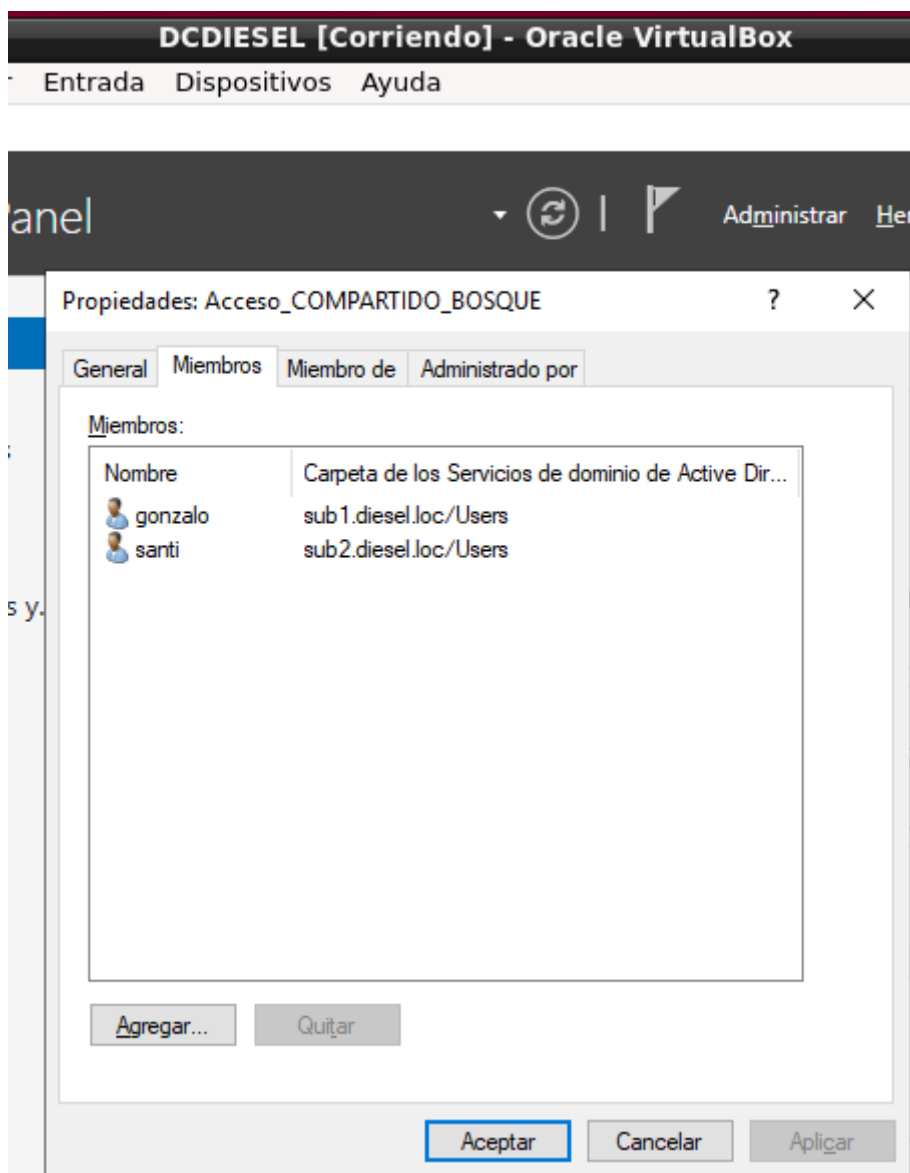 DCDIESEL [Corriendo] - Oracle VirtualBox
Entrada Dispositivos Ayuda
anel
Administrar Her
Propiedades: Acceso_COMPARTIDO_BOSQUE ? ×
General Miembros Miembro de Administrado por
Miembros:
Nombre Carpeta de los Servicios de dominio de Active Dir...
gonzalo sub1.diesel.loc/Users
santi sub2.diesel.loc/Users
s y.
Agregar... Quitar
Aceptar Cancelar Aplicar